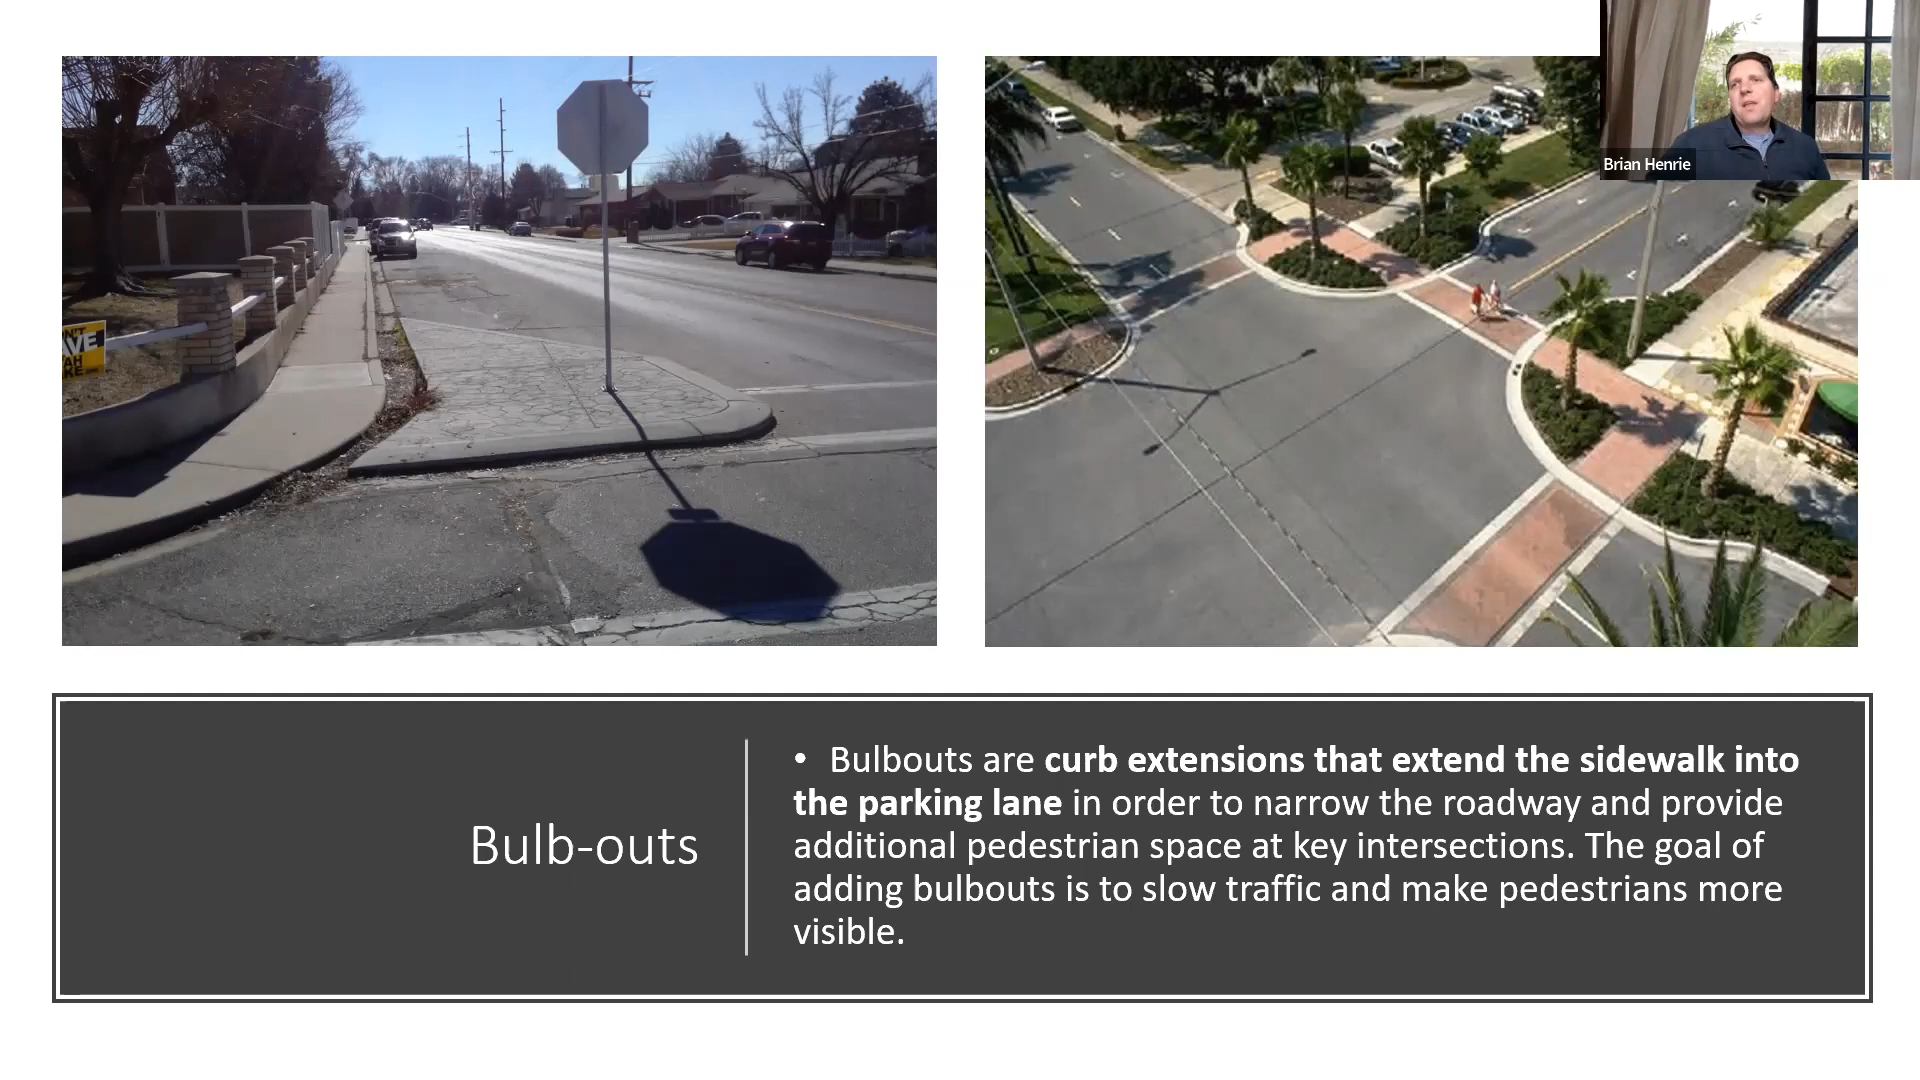 Brian Henrie
Bulb-outs
• Bulbouts are curb extensions that extend the sidewalk into
the parking lane in order to narrow the roadway and provide
additional pedestrian space at key intersections. The goal of
adding bulbouts is to slow traffic and make pedestrians more
visible.